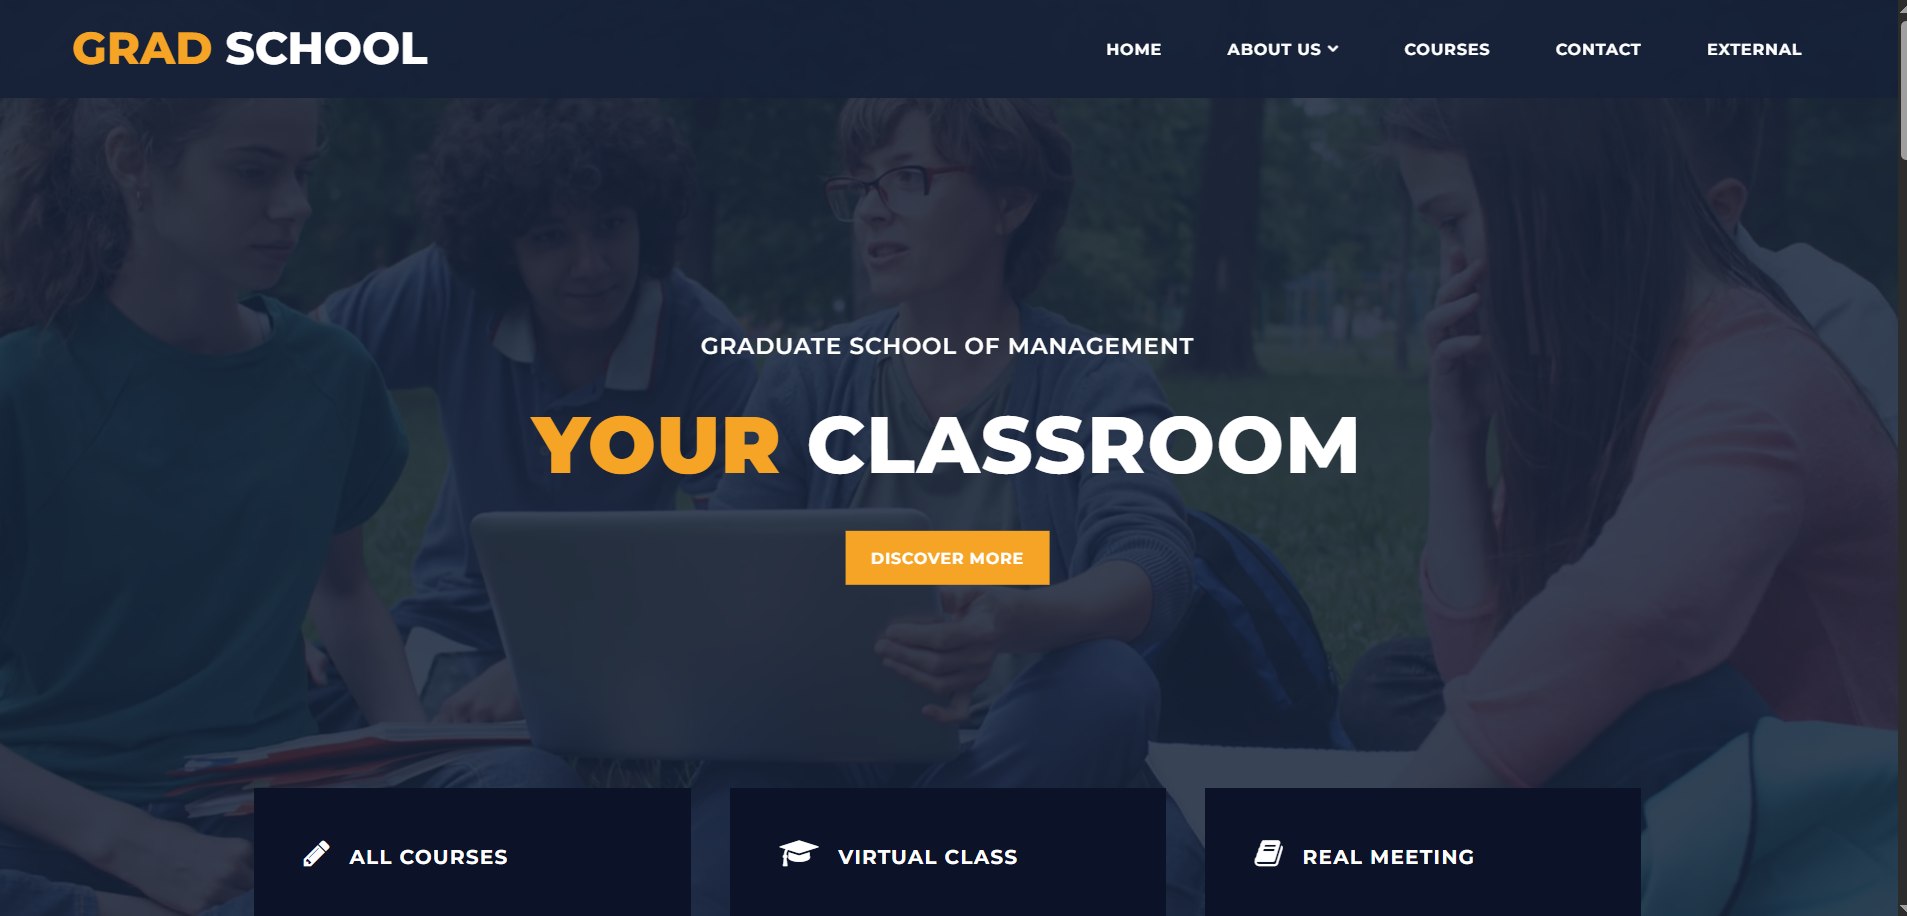 GRAD SCHOOL
HOME ABOUT US COURSES CONTACT EXTERNAL
GRADUATE SCHOOL OF MANAGEMENT
YOUR CLASSROOM
DISCOVER MORE
ALL COURSES
VIRTUAL CLASS
REAL MEETING